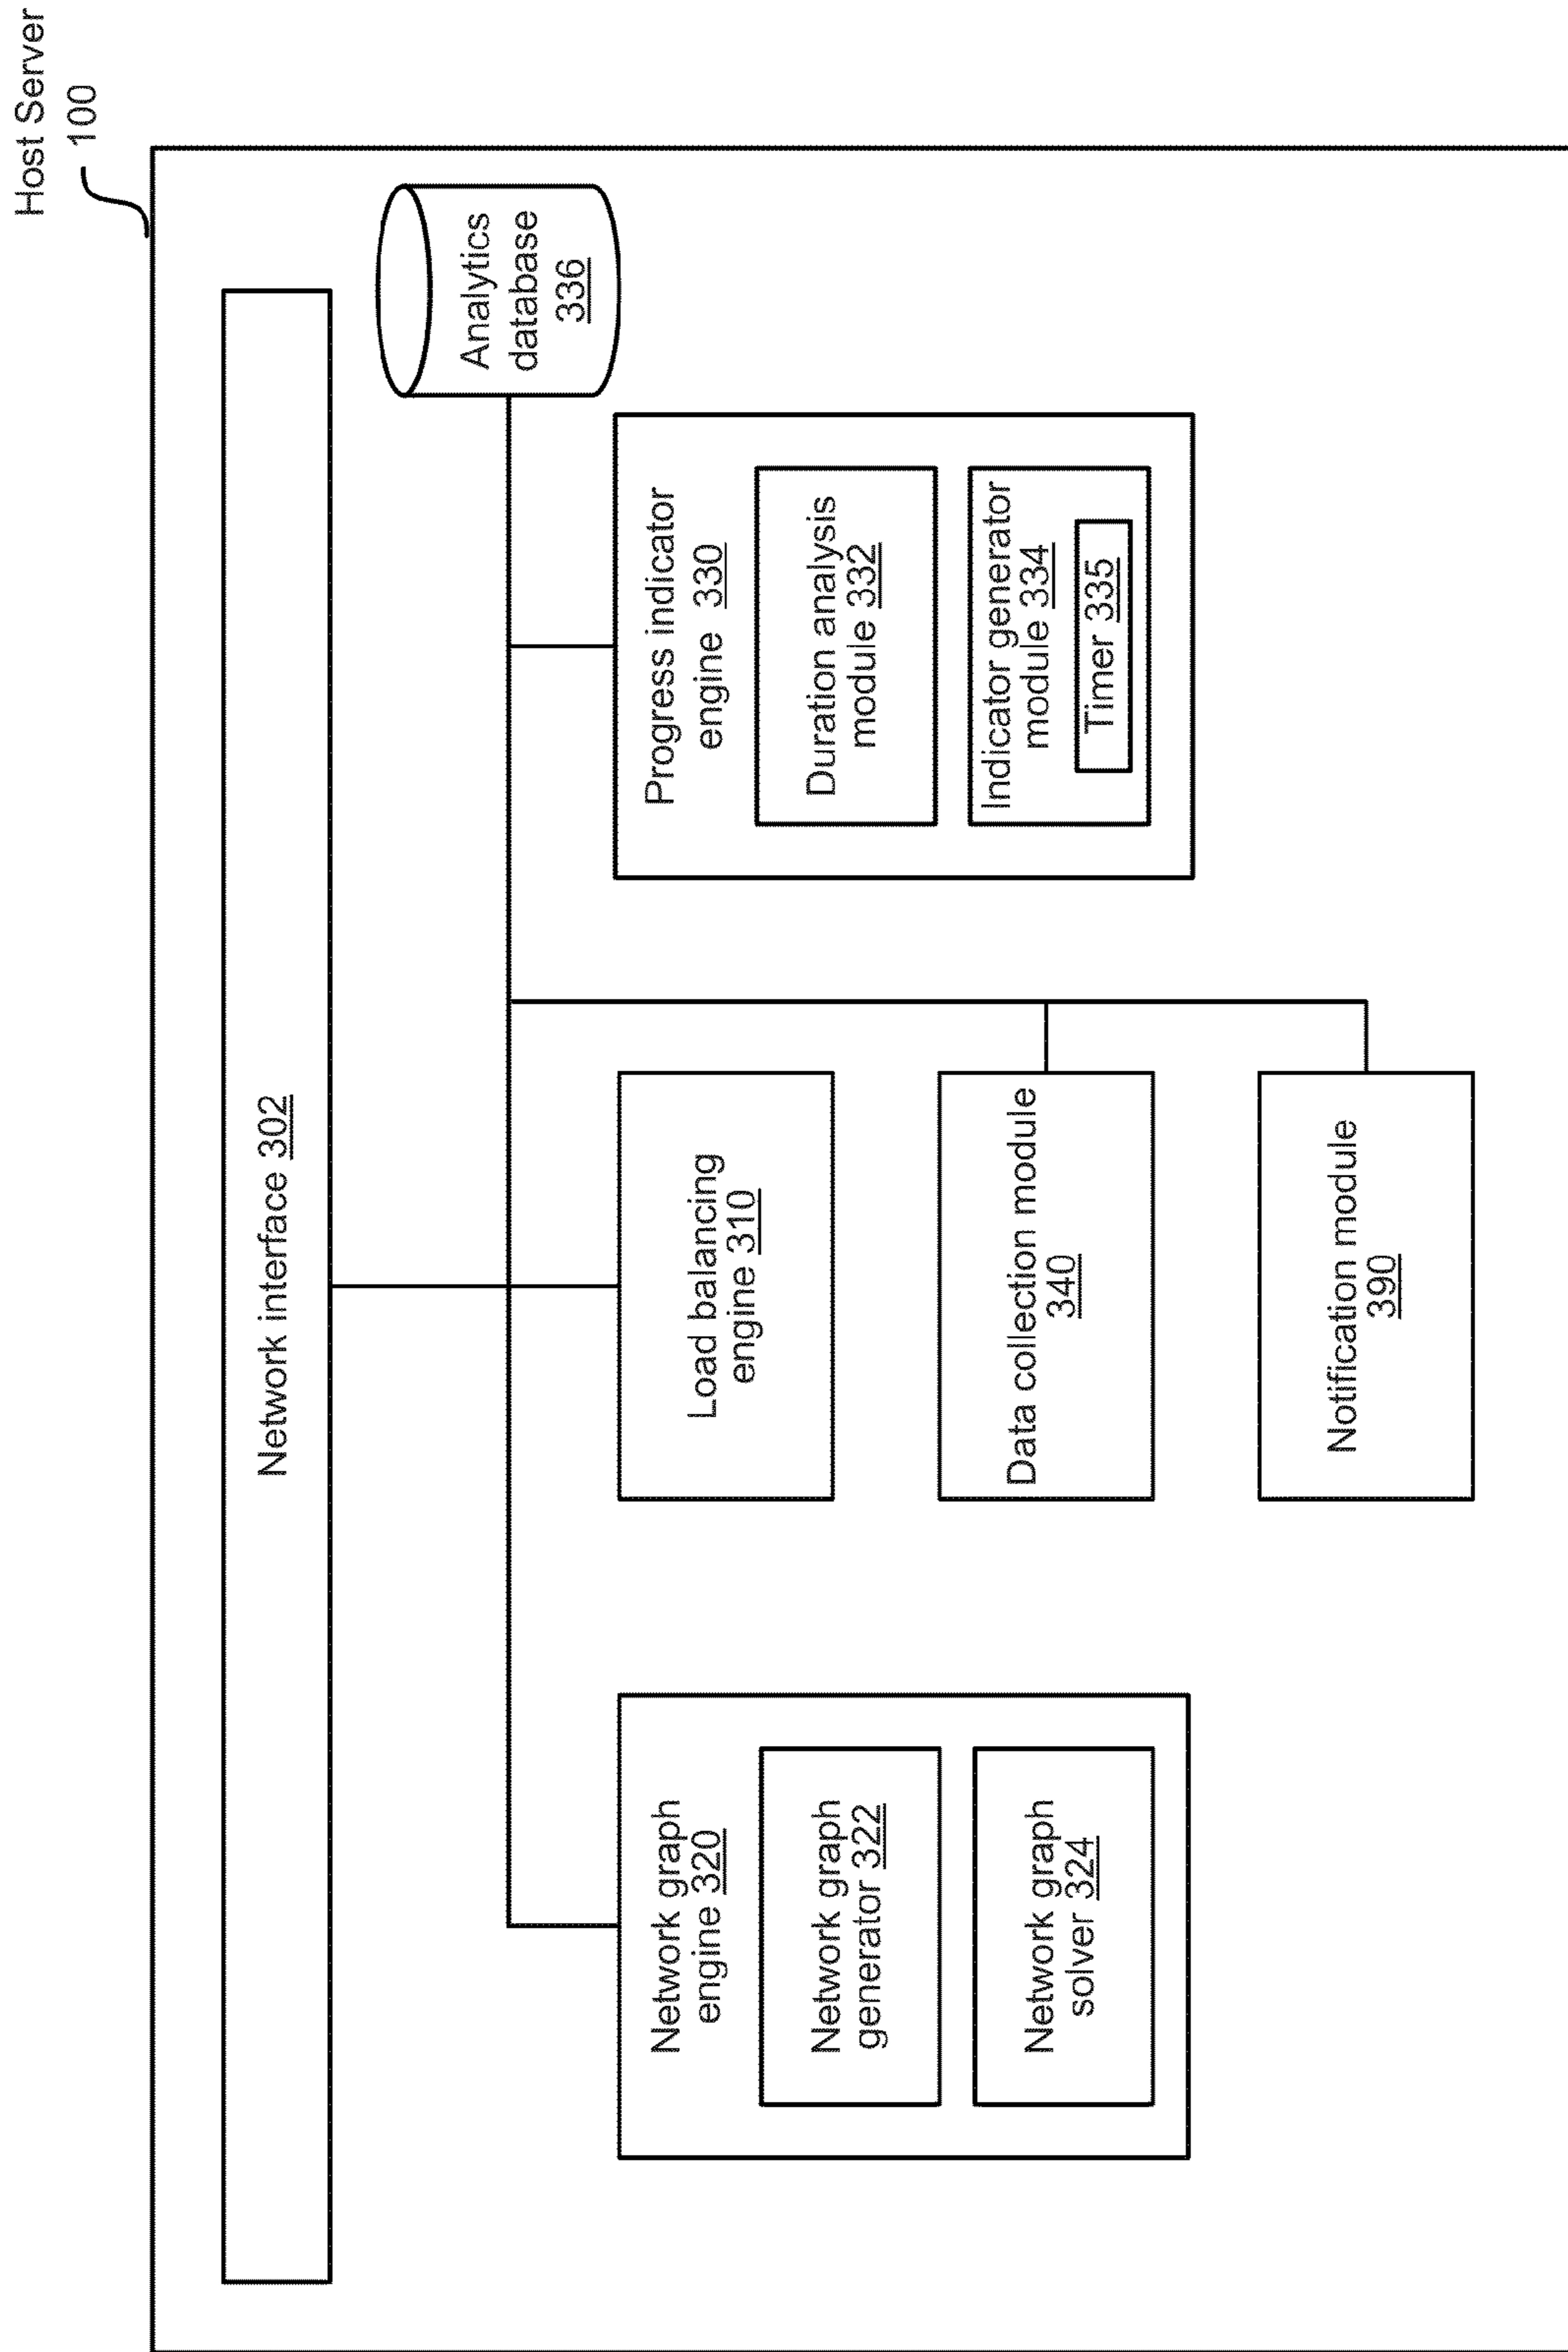 Host Server
100
Network interface 302
Analytics
database
336
Network graph
engine 320
Network graph
generator 322
Network graph
solver 324
Load balancing
engine 310
Data collection module
340
Notification module
390
Progress indicator
engine 330
Duration analysis
module 332
Indicator generator
module 334
Timer 335